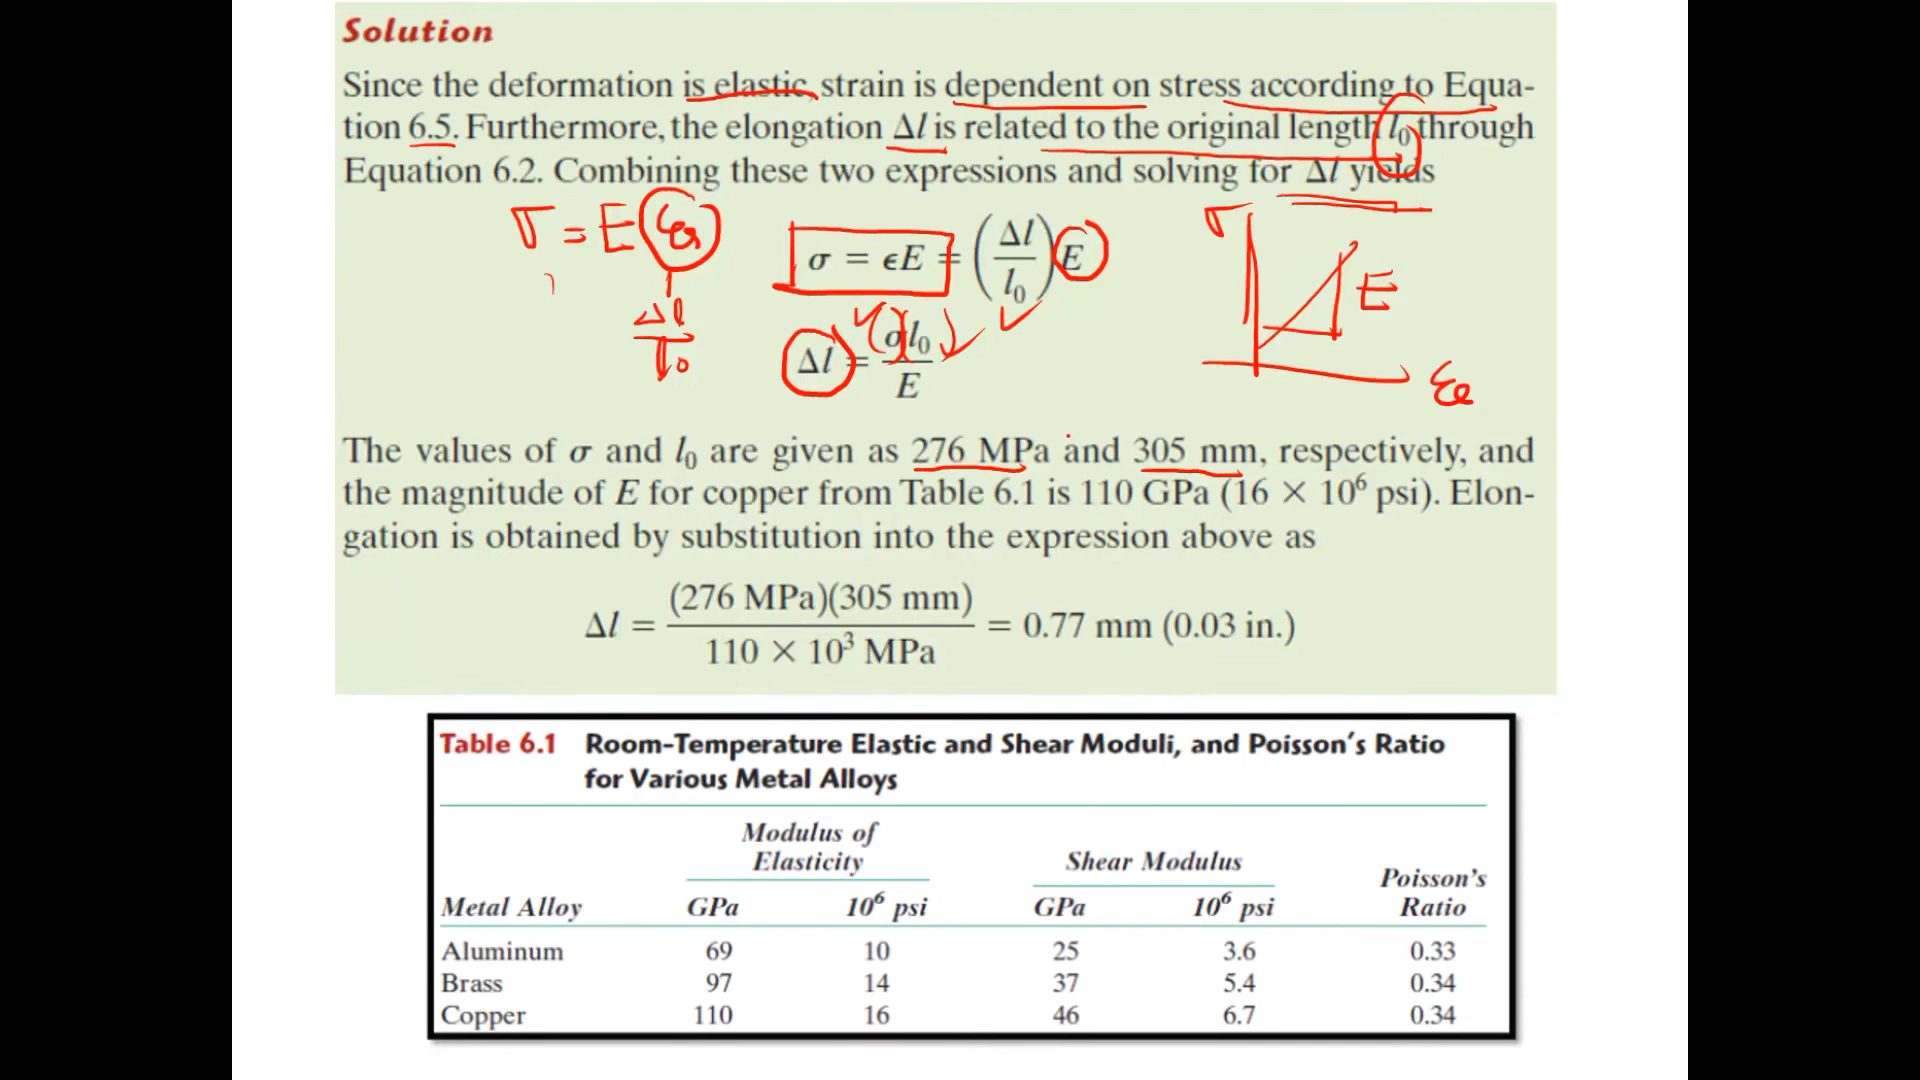 Solution
Since the deformation is elastic, strain is dependent on stress according to Equa-
tion 6.5. Furthermore, the elongation Δl is related to the original length l₀ through
Equation 6.2. Combining these two expressions and solving for Δl yields
σ = E
Δl
l₀
σ = ϵE = (Δl/l₀) E
Δl = σl₀/E
σ
E
The values of σ and l₀ are given as 276 MPa and 305 mm, respectively, and
the magnitude of E for copper from Table 6.1 is 110 GPa (16 × 10⁶ psi). Elon-
gation is obtained by substitution into the expression above as
Δl = (276 MPa)(305 mm) / 110 × 10³ MPa = 0.77 mm (0.03 in.)
Table 6.1 Room-Temperature Elastic and Shear Moduli, and Poisson's Ratio
for Various Metal Alloys
Modulus of
Elasticity
Shear Modulus
Poisson's
Ratio
Metal Alloy GPa 10⁶ psi GPa 10⁶ psi
Aluminum 69 10 25 3.6 0.33
Brass 97 14 37 5.4 0.34
Copper 110 16 46 6.7 0.34